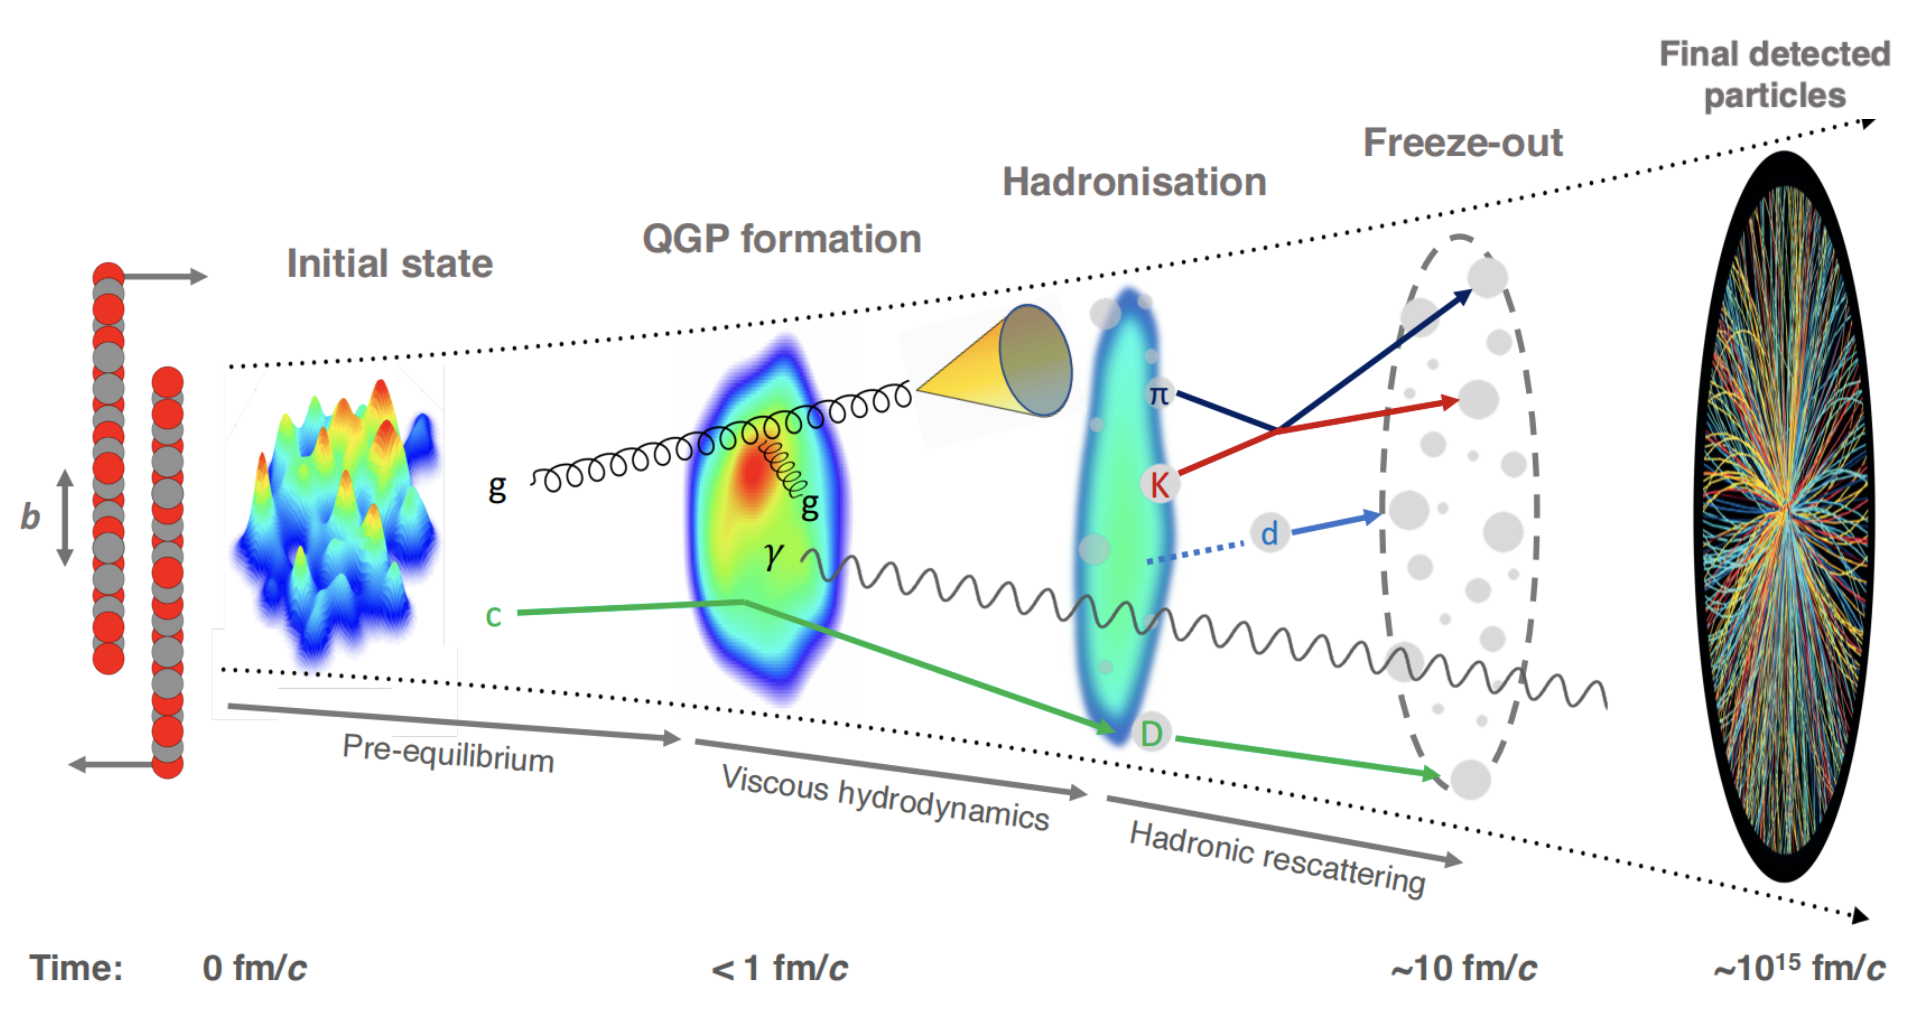 Final detected
particles
Freeze-out
Hadronisation
QGP formation
Initial state
b
g
g
γ
c
π
K
d
D
Pre-equilibrium
Viscous hydrodynamics
Hadronic rescattering
Time: 0 fm/c < 1 fm/c ~10 fm/c ~10¹⁵ fm/c